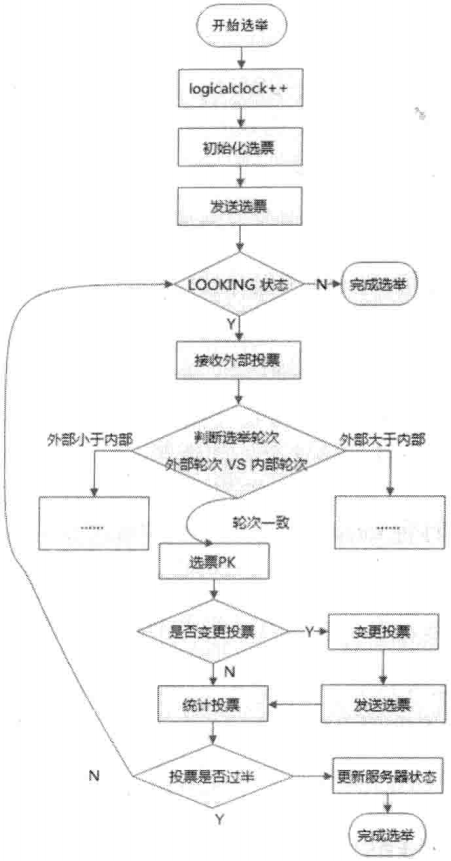 开始选举
logicalclock++
初始化选票
发送选票
LOOKING 状态
N
完成选举
Y
接收外部投票
外部小于内部
判断选举轮次
外部轮次 VS 内部轮次
外部大于内部
......
......
轮次一致
选票PK
是否变更投票
Y
变更投票
N
统计投票
发送选票
N
投票是否过半
更新服务器状态
Y
完成选举